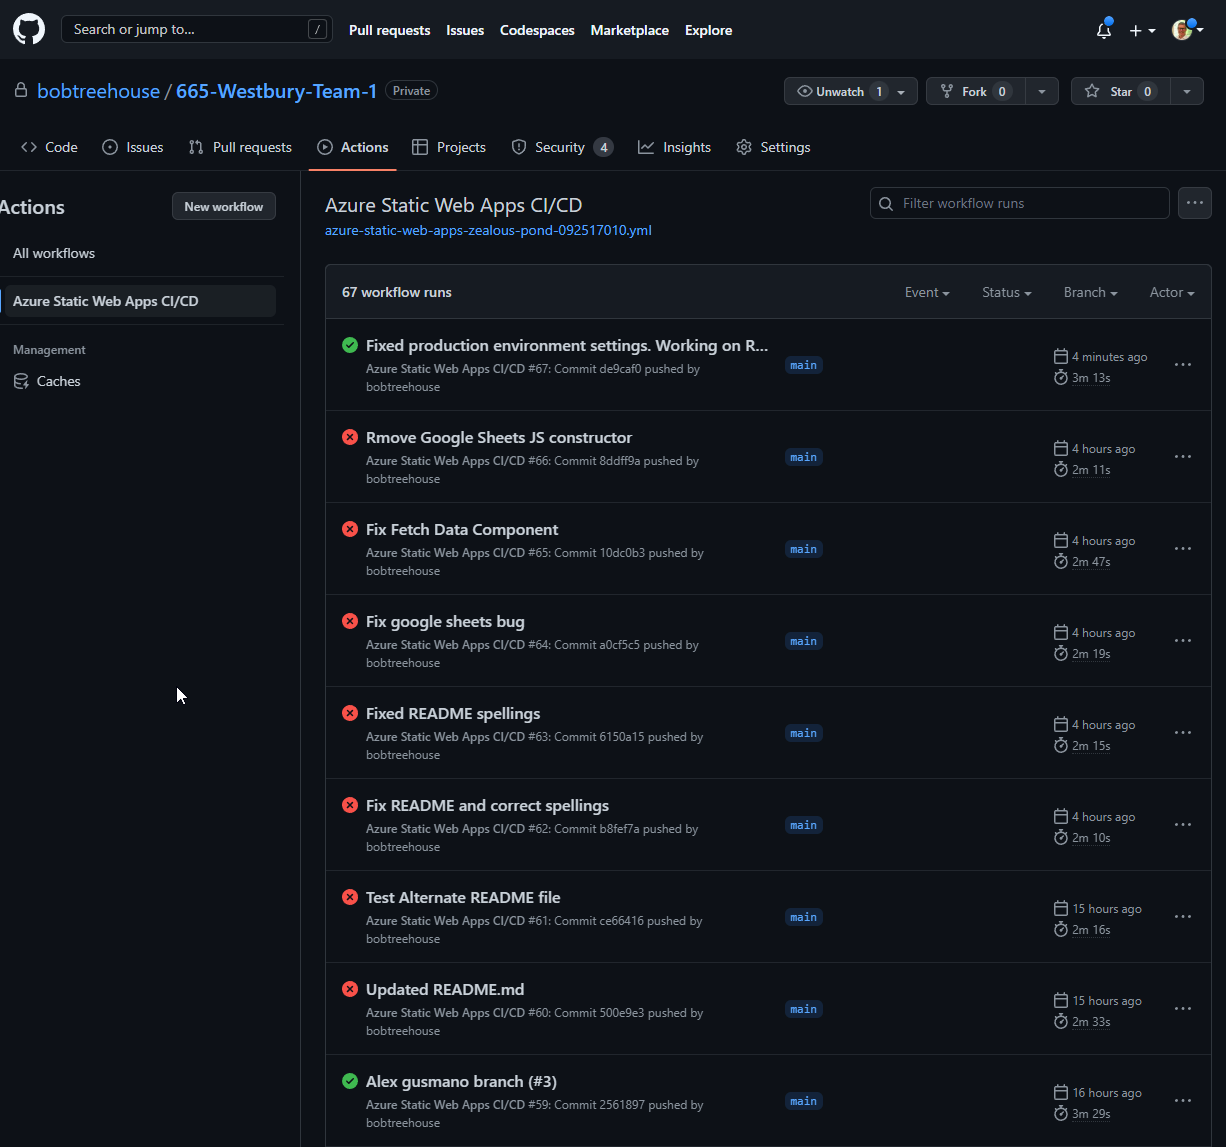 Search or jump to...
/
Pull requests
Issues
Codespaces
Marketplace
Explore
bobtreehouse / 665-Westbury-Team-1
Private
Unwatch 1
Fork 0
Star 0
Code
Issues
Pull requests
Actions
Projects
Security 4
Insights
Settings
Actions
New workflow
All workflows
Azure Static Web Apps CI/CD
Management
Caches
Azure Static Web Apps CI/CD
azure-static-web-apps-zealous-pond-092517010.yml
Filter workflow runs
67 workflow runs
Event
Status
Branch
Actor
Fixed production environment settings. Working on R...
Azure Static Web Apps CI/CD #67: Commit de9caf0 pushed by
bobtreehouse
main
4 minutes ago
3m 13s
Rmove Google Sheets JS constructor
Azure Static Web Apps CI/CD #66: Commit 8ddff9a pushed by
bobtreehouse
main
4 hours ago
2m 11s
Fix Fetch Data Component
Azure Static Web Apps CI/CD #65: Commit 10dc0b3 pushed by
bobtreehouse
main
4 hours ago
2m 47s
Fix google sheets bug
Azure Static Web Apps CI/CD #64: Commit a0cf5c5 pushed by
bobtreehouse
main
4 hours ago
2m 19s
Fixed README spellings
Azure Static Web Apps CI/CD #63: Commit 6150a15 pushed by
bobtreehouse
main
4 hours ago
2m 15s
Fix README and correct spellings
Azure Static Web Apps CI/CD #62: Commit b8fef7a pushed by
bobtreehouse
main
4 hours ago
2m 10s
Test Alternate README file
Azure Static Web Apps CI/CD #61: Commit ce66416 pushed by
bobtreehouse
main
15 hours ago
2m 16s
Updated README.md
Azure Static Web Apps CI/CD #60: Commit 500e9e3 pushed by
bobtreehouse
main
15 hours ago
2m 33s
Alex gusmano branch (#3)
Azure Static Web Apps CI/CD #59: Commit 2561897 pushed by
bobtreehouse
main
16 hours ago
3m 29s